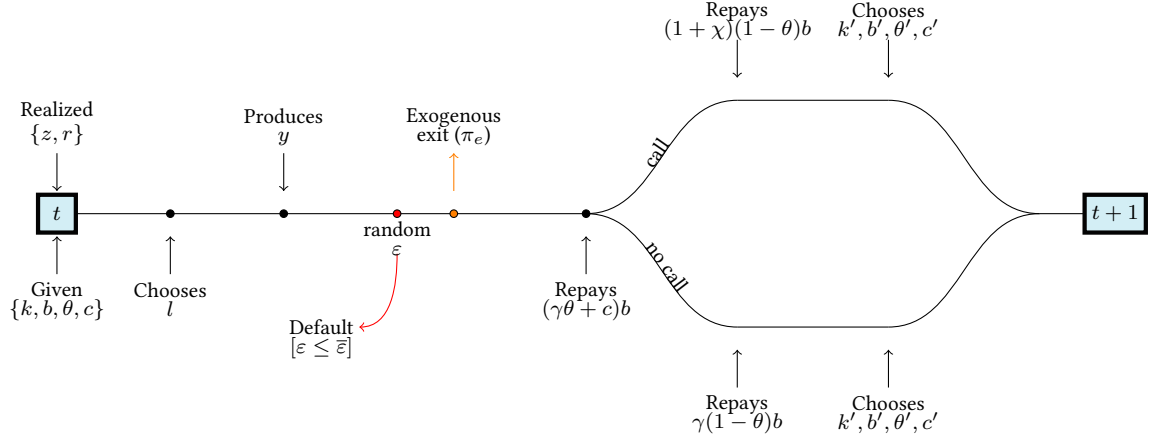 Repays
(1 + χ)(1 − θ)b
Chooses
k′, b′, θ′, c′
Realized
{z, r}
Produces
y
Exogenous
exit (πₑ)
call
t
t + 1
random
ε
no call
Given
{k, b, θ, c}
Chooses
l
Repays
(γθ + c)b
Default
[ε ≤ ε̅]
Repays
γ(1 − θ)b
Chooses
k′, b′, θ′, c′